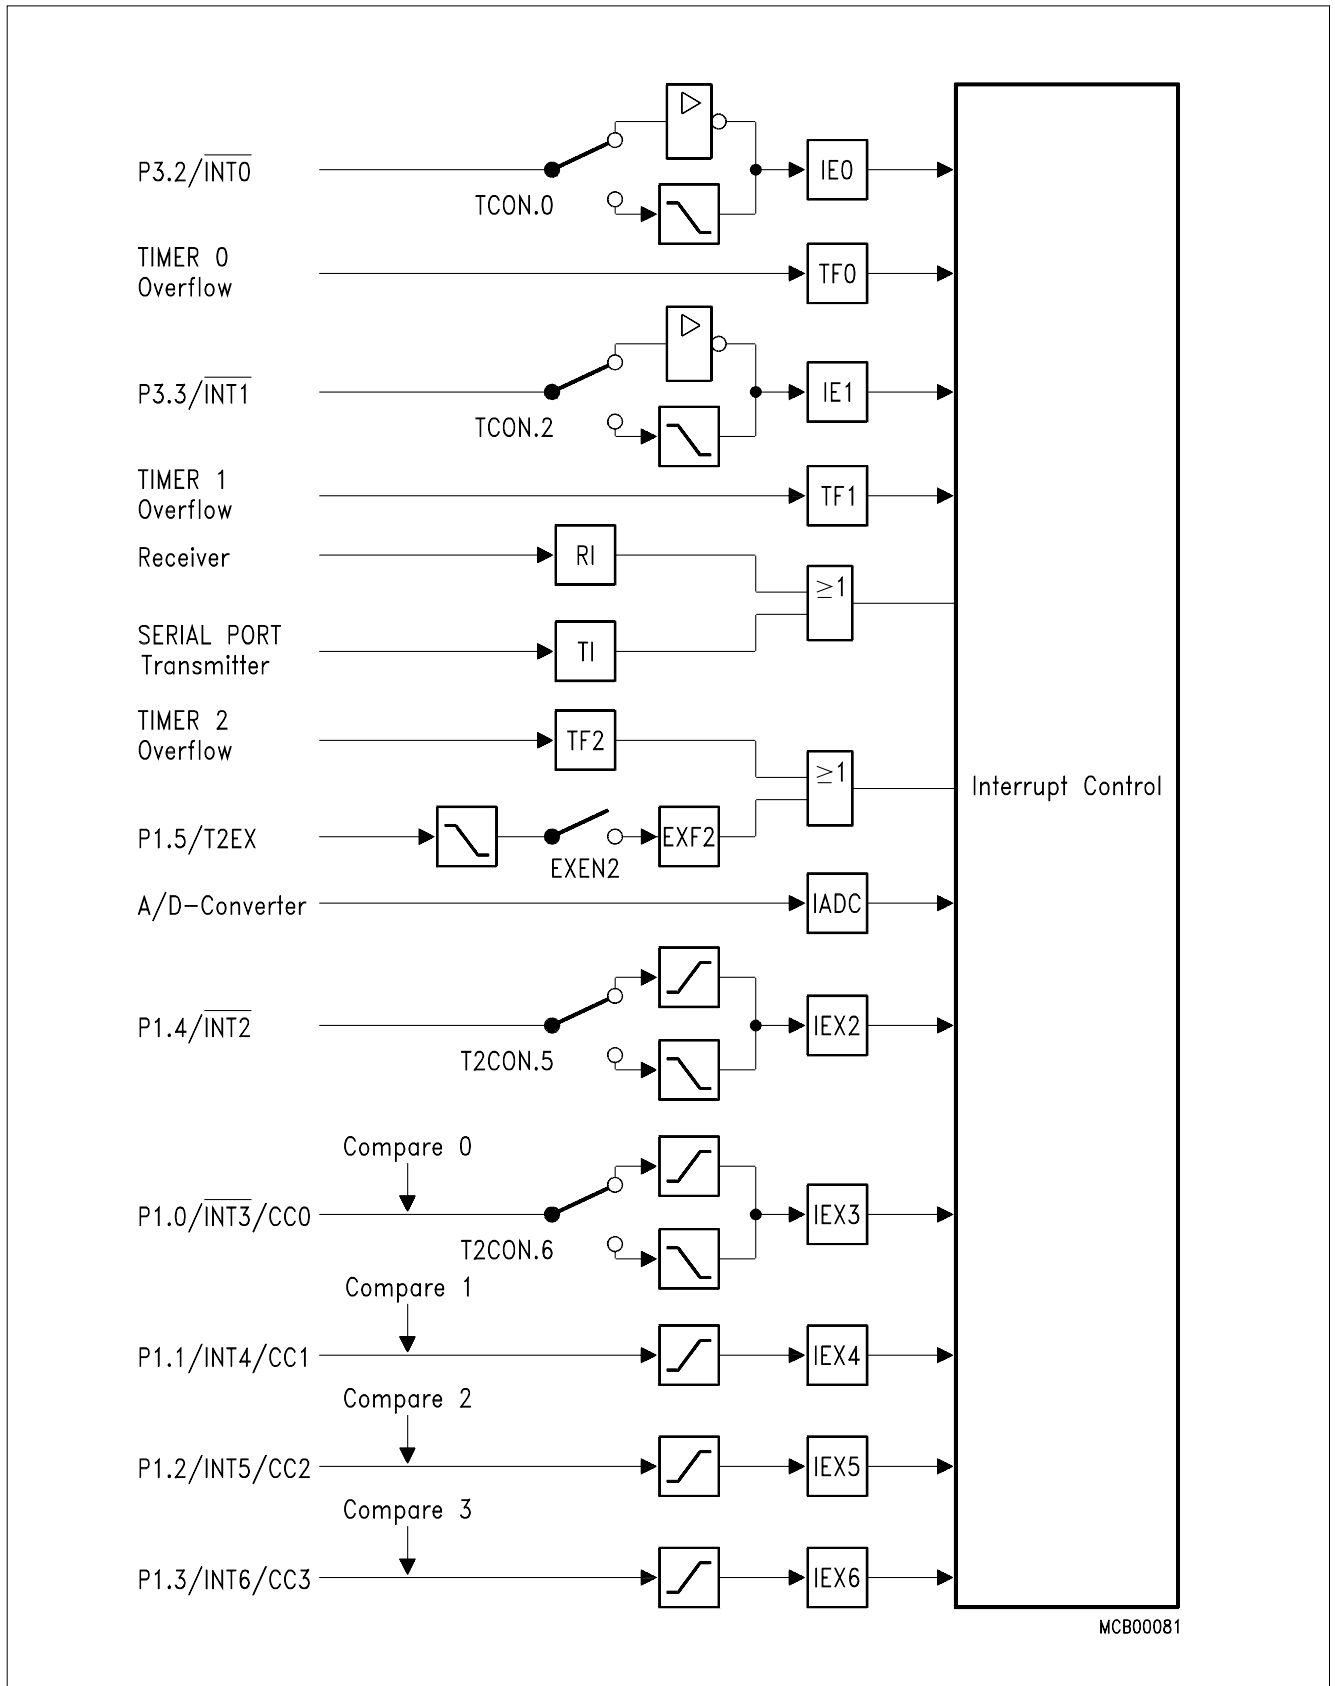 P3.2/INT0
TCON.0
IE0
TIMER 0
Overflow
TF0
P3.3/INT1
TCON.2
IE1
TIMER 1
Overflow
TF1
Receiver
RI
≥1
SERIAL PORT
Transmitter
TI
TIMER 2
Overflow
TF2
≥1
Interrupt Control
P1.5/T2EX
EXEN2
EXF2
A/D-Converter
IADC
P1.4/INT2
T2CON.5
IEX2
Compare 0
P1.0/INT3/CC0
T2CON.6
IEX3
Compare 1
P1.1/INT4/CC1
IEX4
Compare 2
P1.2/INT5/CC2
IEX5
Compare 3
P1.3/INT6/CC3
IEX6
MCB00081